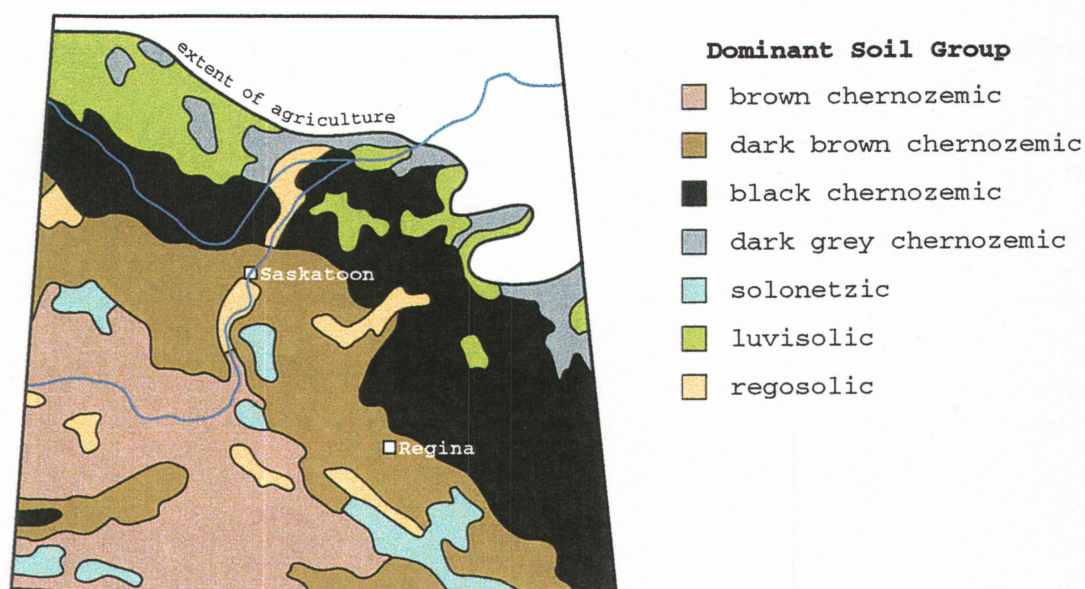 extent of agriculture
Saskatoon
Regina
Dominant Soil Group
brown chernozemic
dark brown chernozemic
black chernozemic
dark grey chernozemic
solonetzic
luvisolic
regosolic